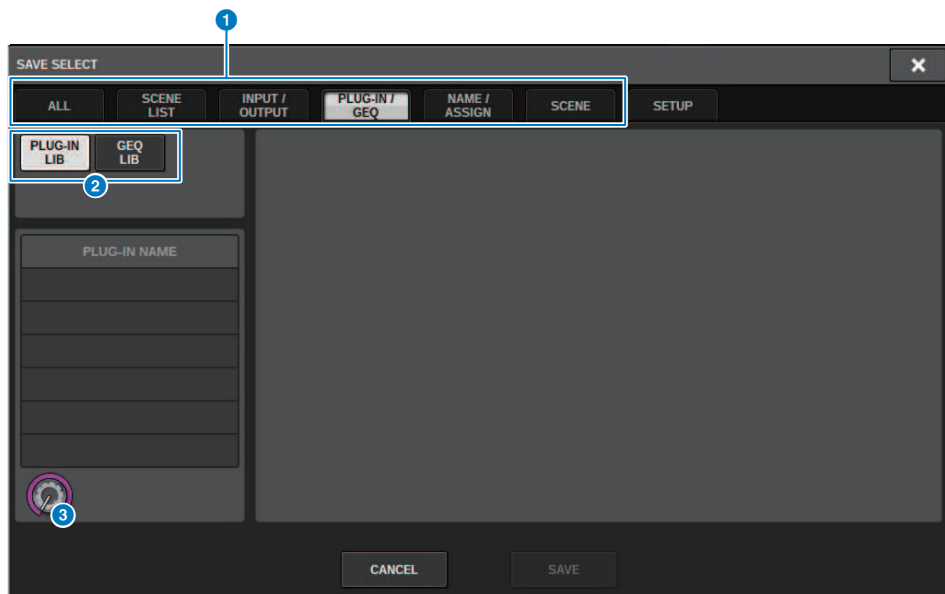 1
SAVE SELECT
ALL
SCENE
LIST
INPUT /
OUTPUT
PLUG-IN /
GEQ
NAME /
ASSIGN
SCENE
SETUP
PLUG-IN
LIB
GEQ
LIB
2
PLUG-IN NAME
3
CANCEL
SAVE